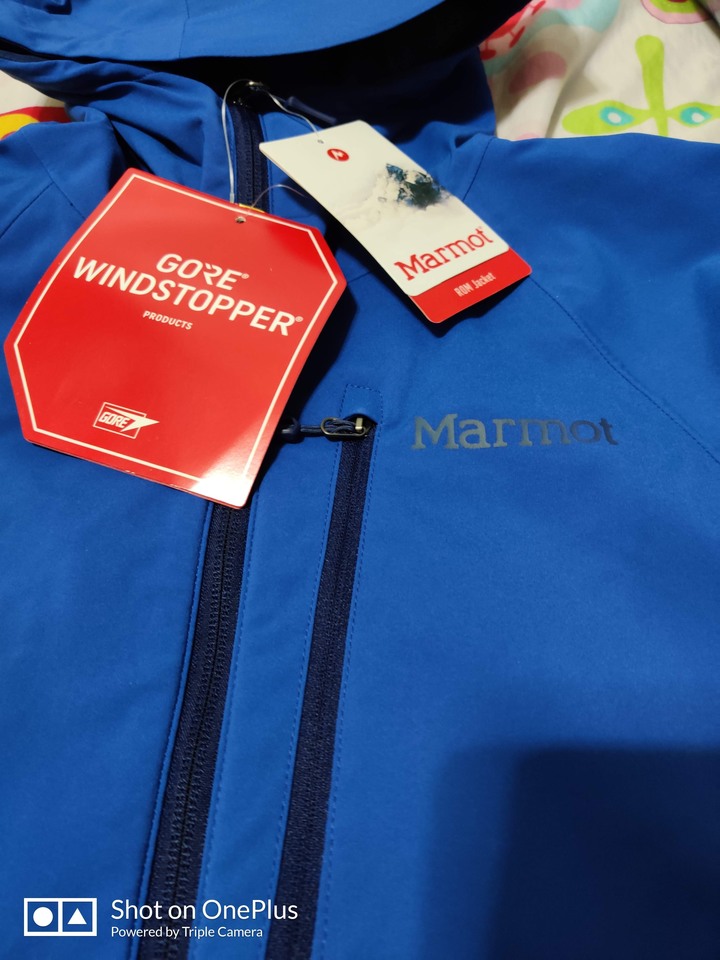 GORE®
WINDSTOPPER®
PRODUCTS
GORE
Marmot®
ROM Jacket
Marmot
Shot on OnePlus
Powered by Triple Camera